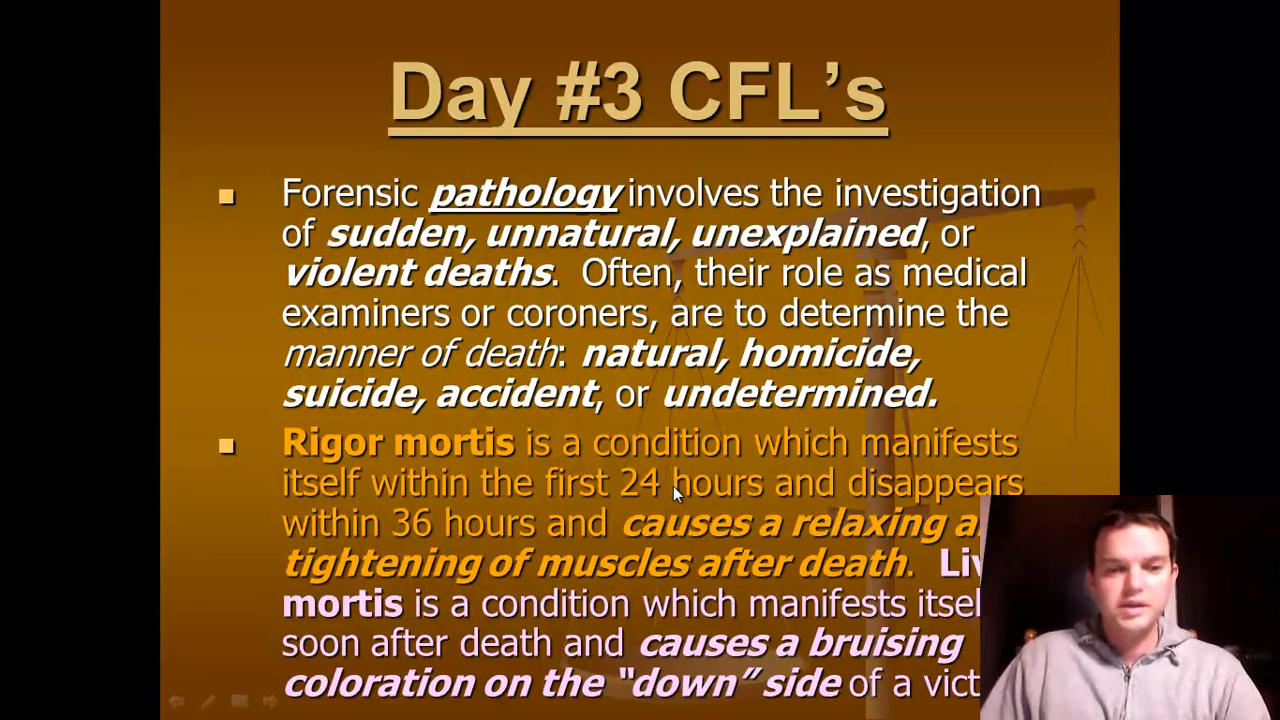 Day #3 CFL's
Forensic pathology involves the investigation
of sudden, unnatural, unexplained, or
violent deaths. Often, their role as medical
examiners or coroners, are to determine the
manner of death: natural, homicide,
suicide, accident, or undetermined.
Rigor mortis is a condition which manifests
itself within the first 24 hours and disappears
within 36 hours and causes a relaxing
tightening of muscles after death.
mortis is a condition which manifests
soon after death and causes a bruising
coloration on the "down" side of a